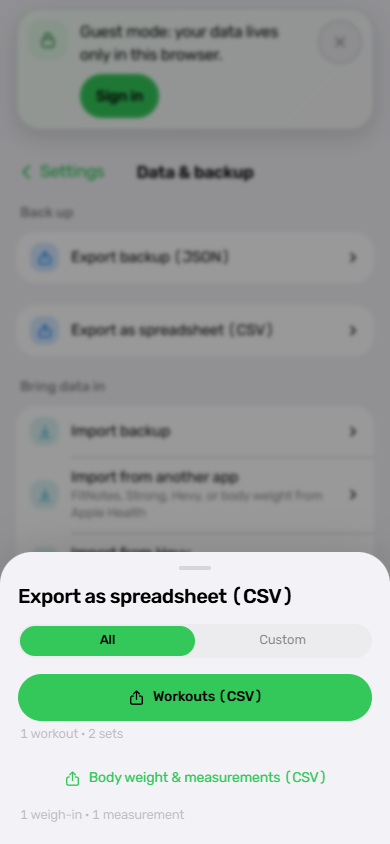 Guest mode: your data lives
only in this browser.
Sign in
Settings
Data & backup
Back up
Export backup (JSON)
Export as spreadsheet (CSV)
Bring data in
Import backup
Import from another app
FitNotes, Strong, Hevy, or body weight from
Apple Health
Export as spreadsheet (CSV)
All
Custom
Workouts (CSV)
1 workout • 2 sets
Body weight & measurements (CSV)
1 weigh-in • 1 measurement